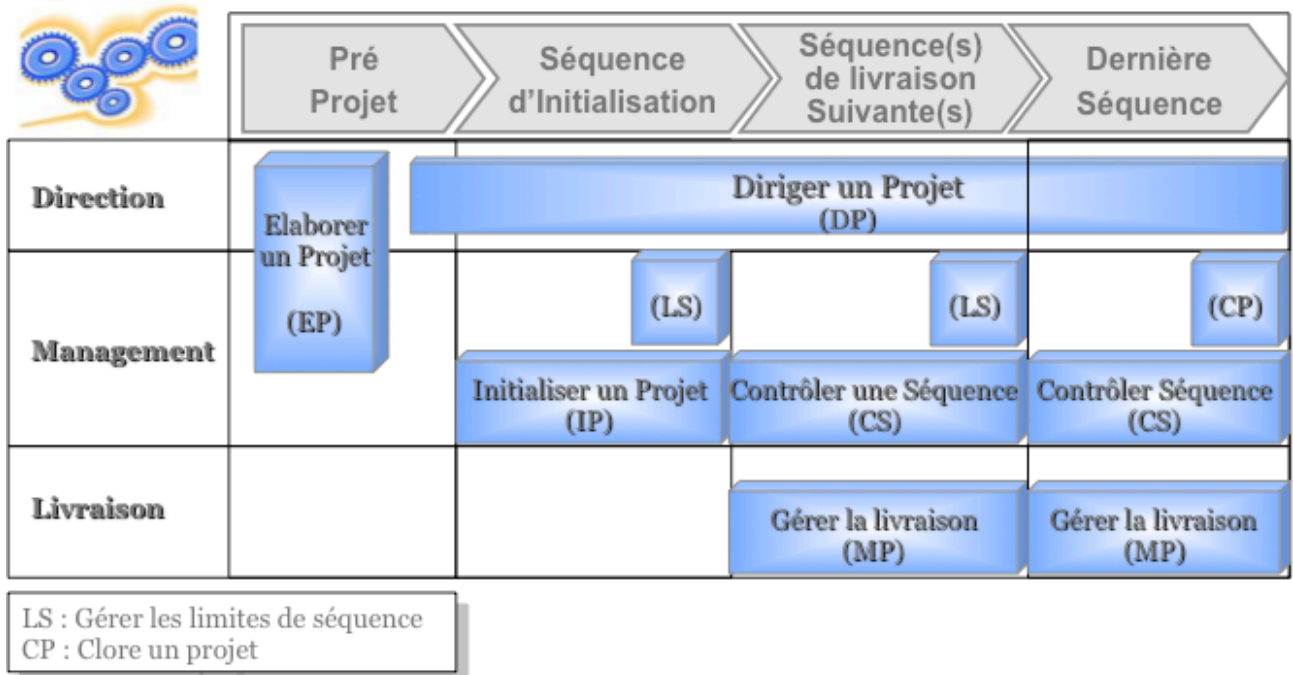 Pré
Projet
Séquence
d'Initialisation
Séquence(s)
de livraison
Suivante(s)
Dernière
Séquence
Direction
Elaborer
un Projet
(EP)
Diriger un Projet
(DP)
Management
(LS)
(LS)
(CP)
Initialiser un Projet
(IP)
Contrôler une Séquence
(CS)
Contrôler Séquence
(CS)
Livraison
Gérer la livraison
(MP)
Gérer la livraison
(MP)
LS : Gérer les limites de séquence
CP : Clore un projet